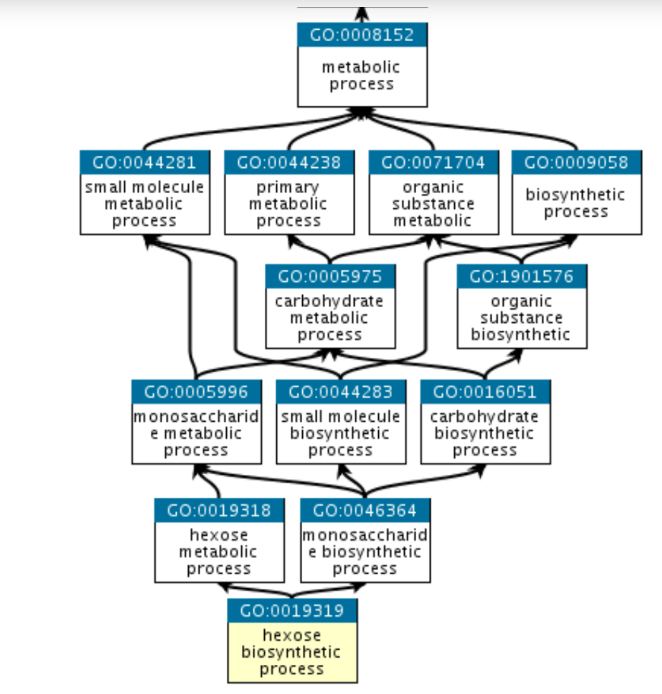 GO:0008152
metabolic
process
GO:0044281
small molecule
metabolic
process
GO:0044238
primary
metabolic
process
GO:0071704
organic
substance
metabolic
GO:0009058
biosynthetic
process
GO:0005975
carbohydrate
metabolic
process
GO:1901576
organic
substance
biosynthetic
GO:0005996
monosaccharid
e metabolic
process
GO:0044283
small molecule
biosynthetic
process
GO:0016051
carbohydrate
biosynthetic
process
GO:0019318
hexose
metabolic
process
GO:0046364
monosaccharid
e biosynthetic
process
GO:0019319
hexose
biosynthetic
process